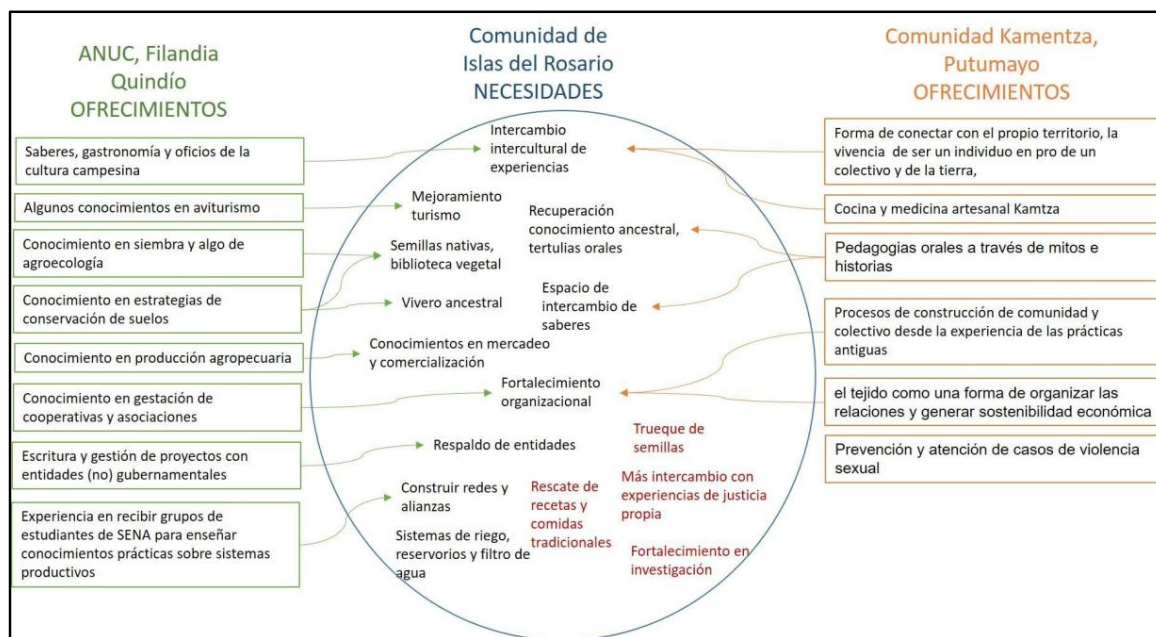 ANUC, Filandia
Quindío
OFRECIMIENTOS
Saberes, gastronomía y oficios de la
cultura campesina
Algunos conocimientos en aviturismo
Conocimiento en siembra y algo de
agroecología
Conocimiento en estrategias de
conservación de suelos
Conocimiento en producción agropecuaria
Conocimiento en gestación de
cooperativas y asociaciones
Escritura y gestión de proyectos con
entidades (no) gubernamentales
Experiencia en recibir grupos de
estudiantes de SENA para enseñar
conocimientos prácticas sobre sistemas
productivos
Comunidad de
Islas del Rosario
NECESIDADES
Intercambio
intercultural de
experiencias
Mejoramiento
turismo
Recuperación
conocimiento ancestral,
tertulias orales
Semillas nativas,
biblioteca vegetal
Vivero ancestral
Espacio de
intercambio de
saberes
Conocimientos en mercadeo
y comercialización
Fortalecimiento
organizacional
Respaldo de entidades
Trueque de
semillas
Construir redes y
alianzas
Rescate de
recetas y
comidas
tradicionales
Más intercambio con
experiencias de justicia
propia
Sistemas de riego,
reservorios y filtro de
agua
Fortalecimiento en
investigación
Comunidad Kamentza,
Putumayo
OFRECIMIENTOS
Forma de conectar con el propio territorio, la
vivencia de ser un individuo en pro de un
colectivo y de la tierra,
Cocina y medicina artesanal Kamtza
Pedagogias orales a través de mitos e
historias
Procesos de construcción de comunidad y
colectivo desde la experiencia de las prácticas
antiguas
el tejido como una forma de organizar las
relaciones y generar sostenibilidad económica
Prevención y atención de casos de violencia
sexual